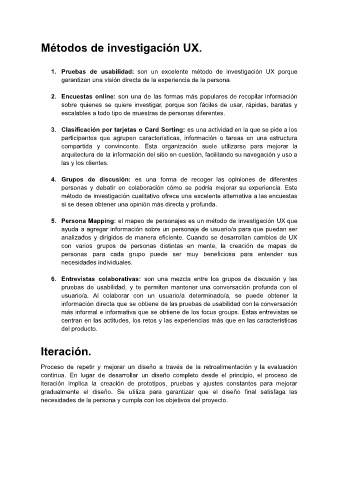 Métodos de investigación UX.
1. Pruebas de usabilidad: son un excelente método de investigación UX porque
garantizan una visión directa de la experiencia de la persona.
2. Encuestas online: son una de las formas más populares de recopilar información
sobre quienes se quiere investigar, porque son fáciles de usar, rápidas, baratas y
escalables a todo tipo de muestras de personas diferentes.
3. Clasificación por tarjetas o Card Sorting: es una actividad en la que se pide a los
participantes que agrupen características, información o tareas en una estructura
compartida y convincente. Esta organización suele utilizarse para mejorar la
arquitectura de la información del sitio en cuestión, facilitando su navegación y uso a
las y los clientes.
4. Grupos de discusión: es una forma de recoger las opiniones de diferentes
personas y debatir en colaboración cómo se podría mejorar su experiencia. Este
método de investigación cualitativo ofrece una excelente alternativa a las encuestas
si se desea obtener una opinión más directa y profunda.
5. Persona Mapping: el mapeo de personajes es un método de investigación UX que
ayuda a agregar información sobre un personaje de usuario/a para que puedan ser
analizados y dirigidos de manera eficiente. Cuando se desarrollan cambios de UX
con varios grupos de personas distintas en mente, la creación de mapas de
personas para cada grupo puede ser muy beneficiosa para entender sus
necesidades individuales.
6. Entrevistas colaborativas: son una mezcla entre los grupos de discusión y las
pruebas de usabilidad, y te permiten mantener una conversación profunda con el
usuario/a. Al colaborar con un usuario/a determinado/a, se puede obtener la
información directa que se obtiene de las pruebas de usabilidad con la conversación
más informal e informativa que se obtiene de los focus groups. Estas entrevistas se
centran en las actitudes, los retos y las experiencias más que en las características
del producto.
Iteración.
Proceso de repetir y mejorar un diseño a través de la retroalimentación y la evaluación
continua. En lugar de desarrollar un diseño completo desde el principio, el proceso de
iteración implica la creación de prototipos, pruebas y ajustes constantes para mejorar
gradualmente el diseño. Se utiliza para garantizar que el diseño final satisfaga las
necesidades de la persona y cumpla con los objetivos del proyecto.